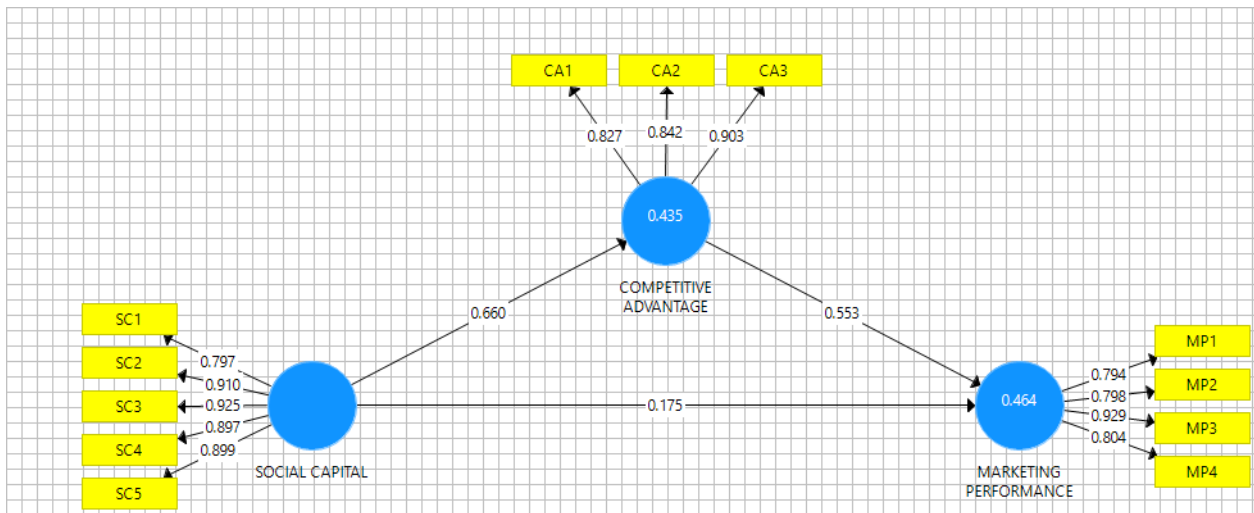 CA1 CA2 CA3
0.827 0.842 0.903
0.435
COMPETITIVE
ADVANTAGE
0.660 0.553
SC1
SC2
SC3
SC4
SC5
0.797
0.910
0.925
0.897
0.899
SOCIAL CAPITAL
0.175
0.464
MARKETING
PERFORMANCE
0.794
0.798
0.929
0.804
MP1
MP2
MP3
MP4